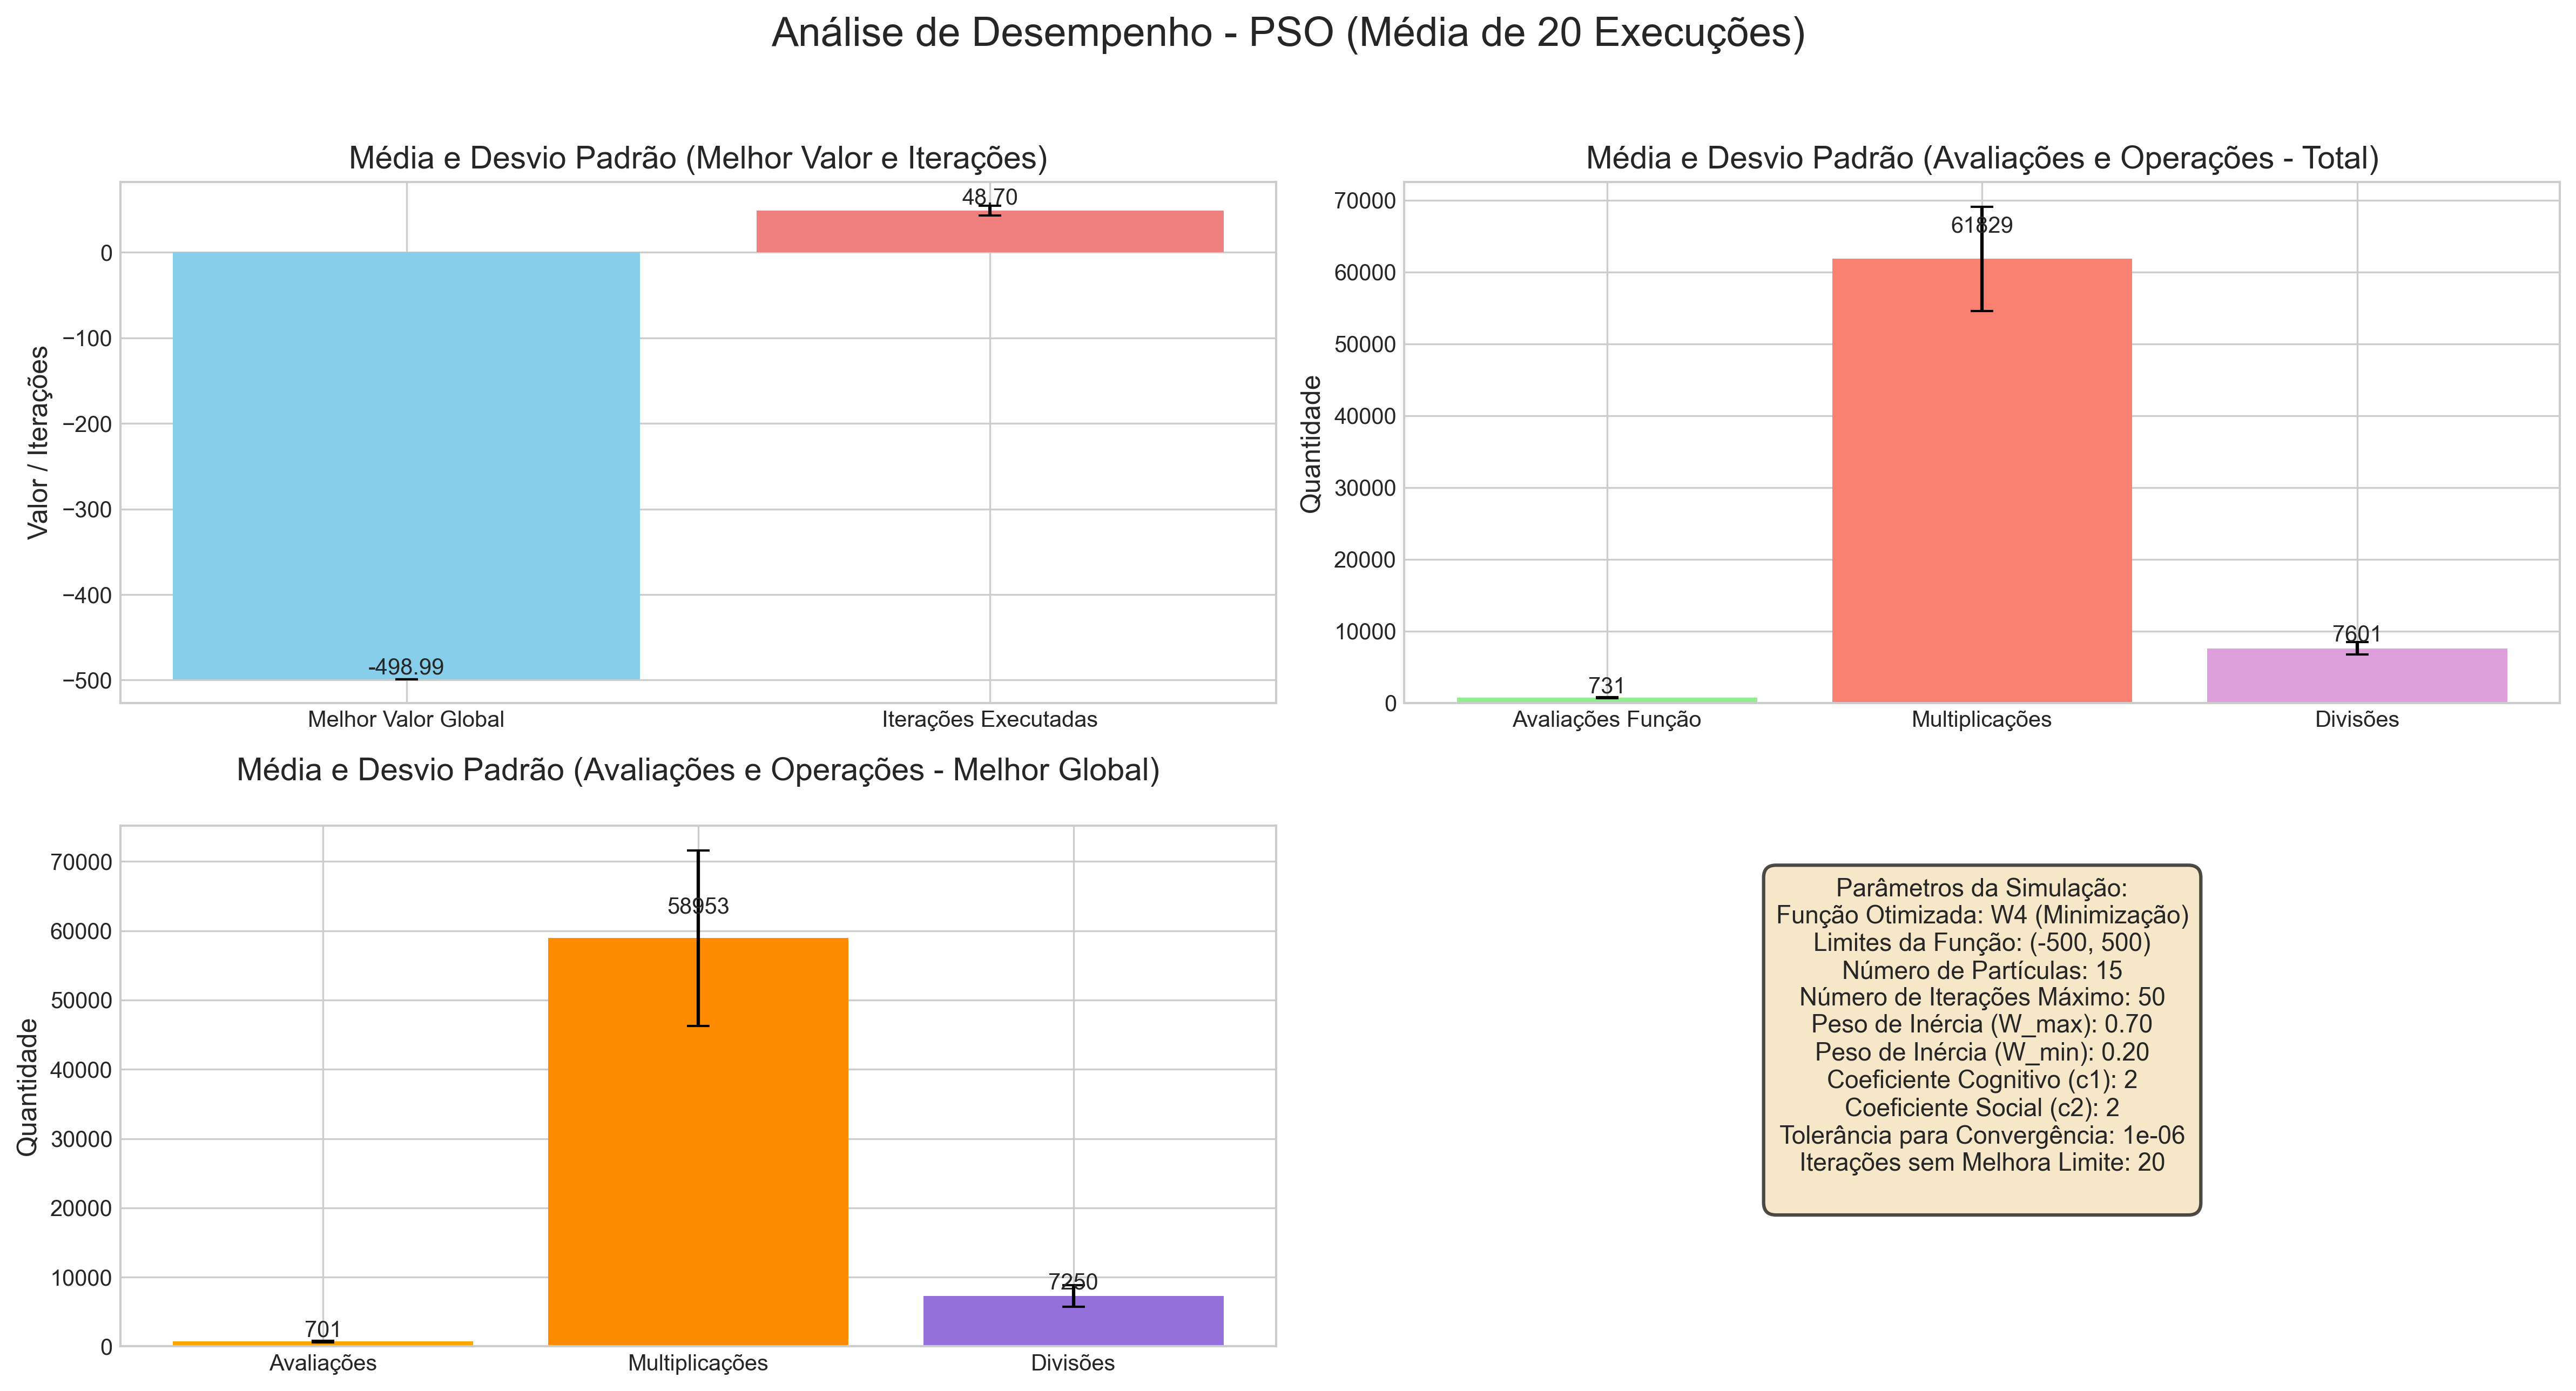 Análise de Desempenho - PSO (Média de 20 Execuções)
Média e Desvio Padrão (Melhor Valor e Iterações)
Valor / Iterações
0
−100
−200
−300
−400
−500
-498.99
48.70
Melhor Valor Global
Iterações Executadas
Média e Desvio Padrão (Avaliações e Operações - Total)
Quantidade
70000
60000
50000
40000
30000
20000
10000
0
731
61829
7601
Avaliações Função
Multiplicações
Divisões
Média e Desvio Padrão (Avaliações e Operações - Melhor Global)
Quantidade
70000
60000
50000
40000
30000
20000
10000
0
701
58953
7250
Avaliações
Multiplicações
Divisões
Parâmetros da Simulação:
Função Otimizada: W4 (Minimização)
Limites da Função: (-500, 500)
Número de Partículas: 15
Número de Iterações Máximo: 50
Peso de Inércia (W_max): 0.70
Peso de Inércia (W_min): 0.20
Coeficiente Cognitivo (c1): 2
Coeficiente Social (c2): 2
Tolerância para Convergência: 1e-06
Iterações sem Melhora Limite: 20